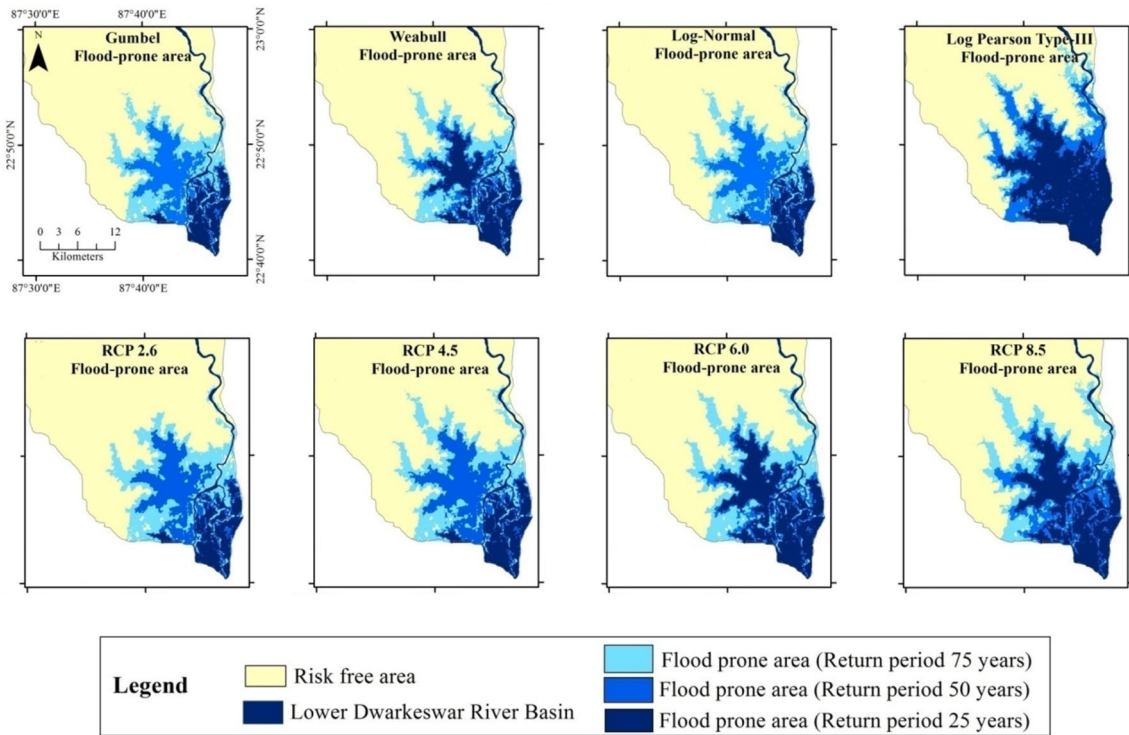 87°30'0"E
87°40'0"E
Gumbel
Flood-prone area
Weabull
Flood-prone area
Log-Normal
Flood-prone area
Log Pearson Type-III
Flood-prone area
N
23°0'0"N
22°50'0"N
22°50'0"N
0 3 6 12
Kilometers
22°40'0"N
87°30'0"E
87°40'0"E
RCP 2.6
Flood-prone area
RCP 4.5
Flood-prone area
RCP 6.0
Flood-prone area
RCP 8.5
Flood-prone area
Legend
Risk free area
Lower Dwarkeswar River Basin
Flood prone area (Return period 75 years)
Flood prone area (Return period 50 years)
Flood prone area (Return period 25 years)